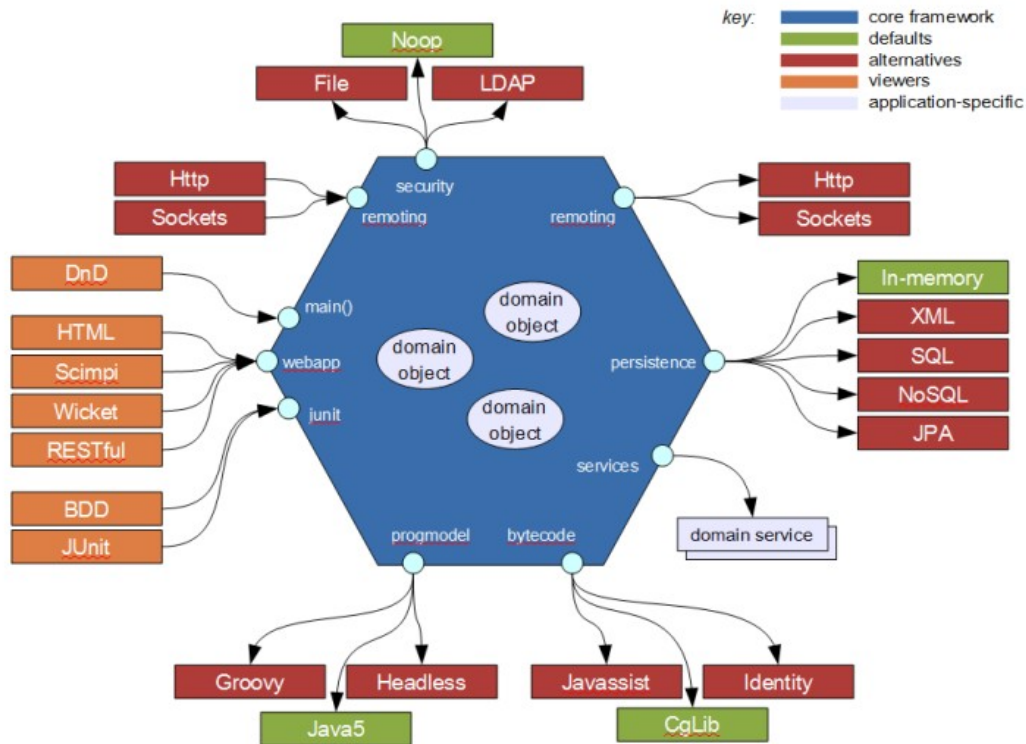 key:
core framework
defaults
alternatives
viewers
application-specific
Noop
File
LDAP
security
Http
Sockets
remoting
remoting
Http
Sockets
DnD
main()
HTML
Scimpi
Wicket
RESTful
webapp
BDD
JUnit
junit
domain
object
domain
object
domain
object
persistence
In-memory
XML
SQL
NoSQL
JPA
services
domain service
progmodel
bytecode
Groovy
Headless
Java5
Javassist
Identity
CgLib